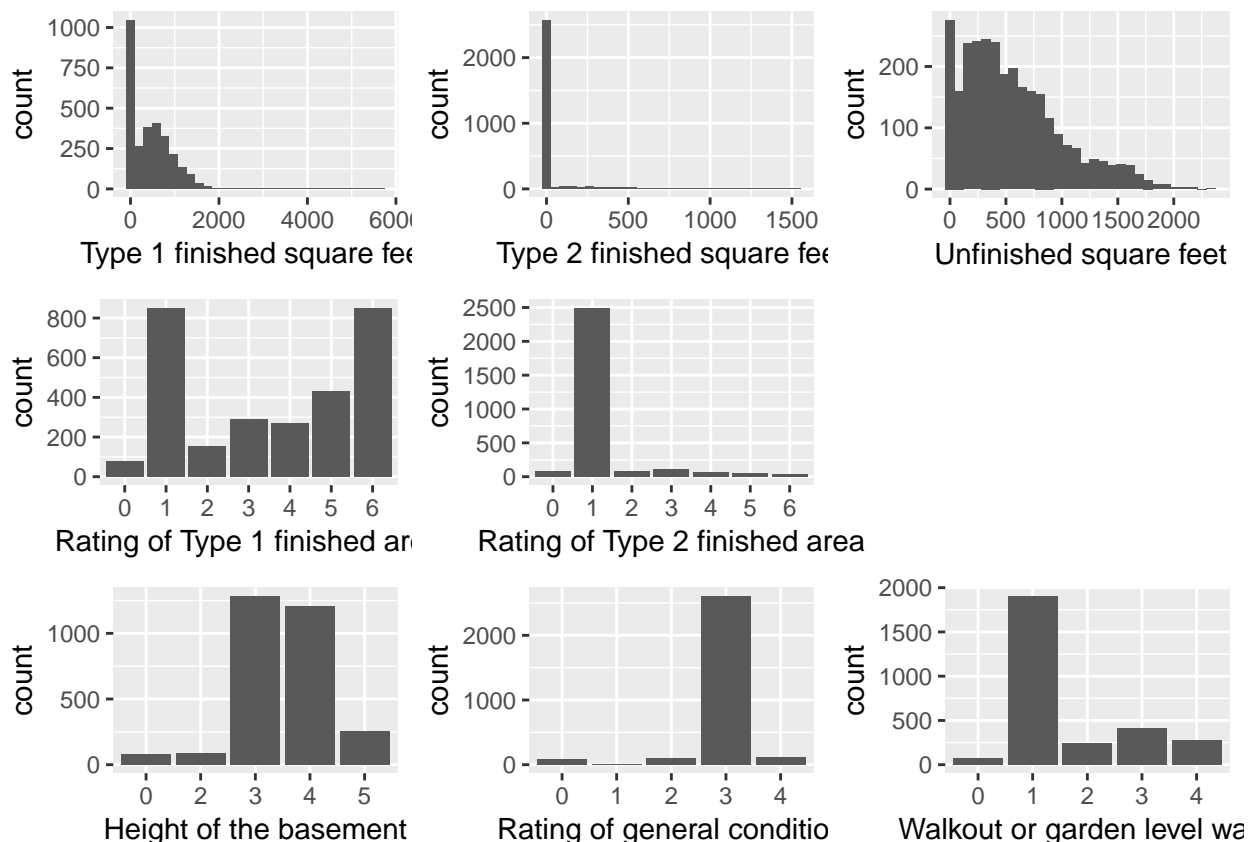 count
1000
750
500
250
0
0 2000 4000 6000
Type 1 finished square fee
count
2000
1000
0
0 500 1000 1500
Type 2 finished square fee
count
200
100
0
0 500 1000 1500 2000
Unfinished square feet
count
800
600
400
200
0
0 1 2 3 4 5 6
Rating of Type 1 finished are
count
2500
2000
1500
1000
500
0
0 1 2 3 4 5 6
Rating of Type 2 finished area
count
1000
500
0
0 2 3 4 5
Height of the basement
count
2000
1000
0
0 1 2 3 4
Rating of general conditio
count
2000
1500
1000
500
0
0 1 2 3 4
Walkout or garden level wa